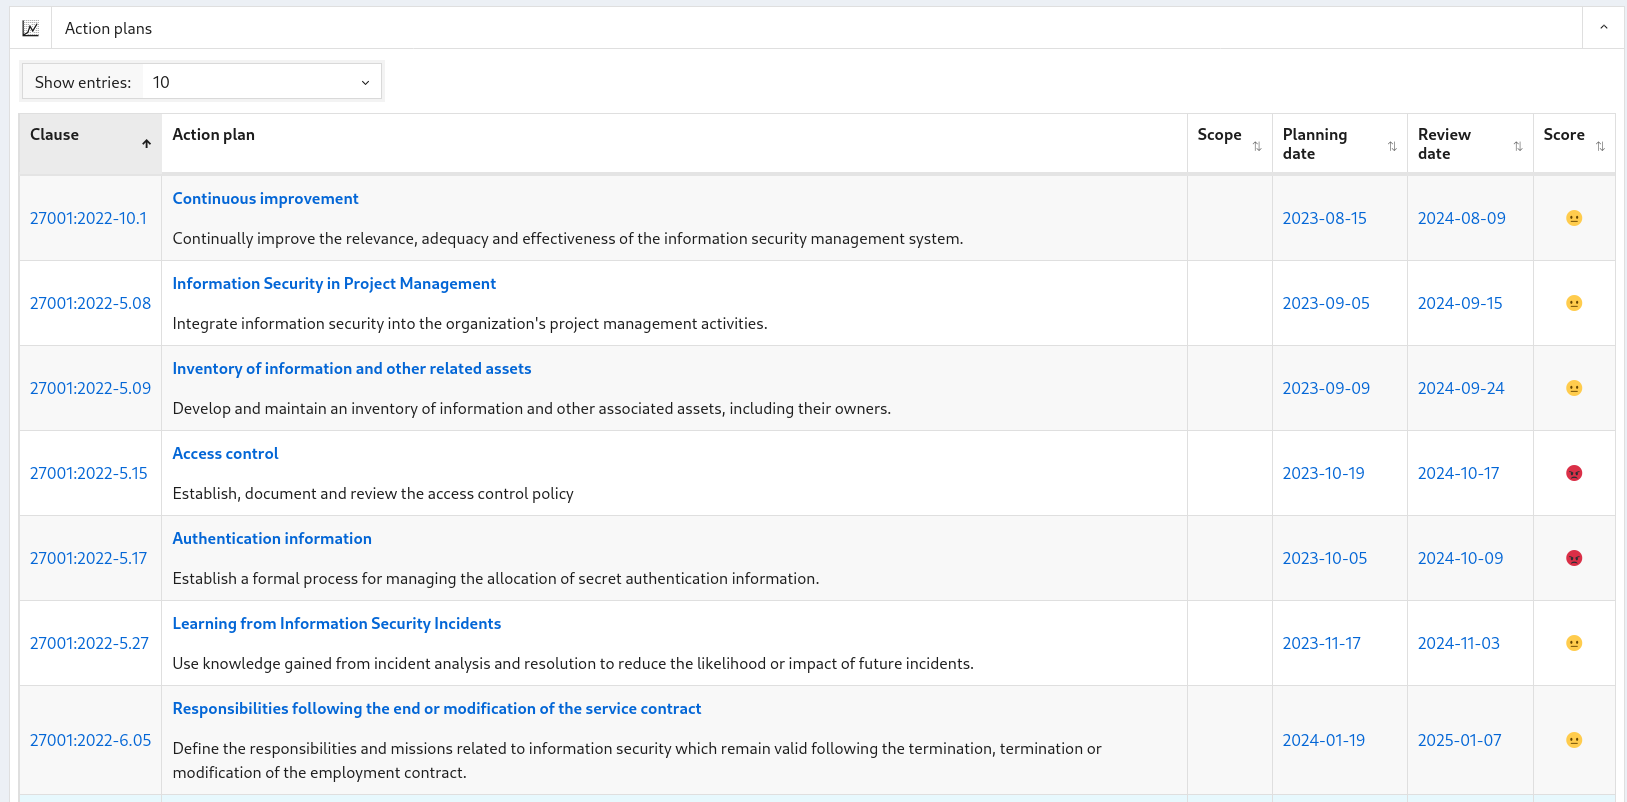 Action plans
Show entries: 10
Clause Action plan Scope Planning date Review date Score
27001:2022-10.1 Continuous improvement 2023-08-15 2024-08-09
Continually improve the relevance, adequacy and effectiveness of the information security management system.
27001:2022-5.08 Information Security in Project Management 2023-09-05 2024-09-15
Integrate information security into the organization's project management activities.
27001:2022-5.09 Inventory of information and other related assets 2023-09-09 2024-09-24
Develop and maintain an inventory of information and other associated assets, including their owners.
27001:2022-5.15 Access control 2023-10-19 2024-10-17
Establish, document and review the access control policy
27001:2022-5.17 Authentication information 2023-10-05 2024-10-09
Establish a formal process for managing the allocation of secret authentication information.
27001:2022-5.27 Learning from Information Security Incidents 2023-11-17 2024-11-03
Use knowledge gained from incident analysis and resolution to reduce the likelihood or impact of future incidents.
27001:2022-6.05 Responsibilities following the end or modification of the service contract 2024-01-19 2025-01-07
Define the responsibilities and missions related to information security which remain valid following the termination, termination or
modification of the employment contract.